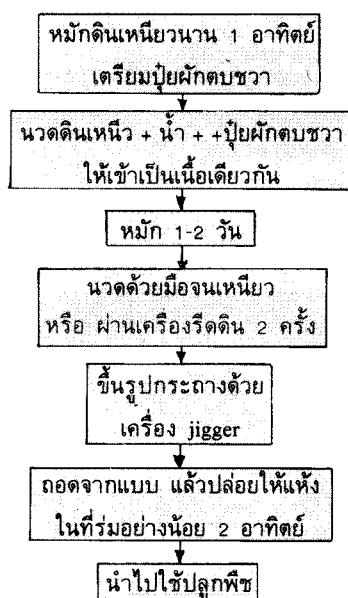 หมักดินเหนียวนาน 1 อาทิตย์
เตรียมปุ๋ยผักตบชวา
นวดดินเหนีว + น้ำ + +ปุ๋ยผักตบชวา
ให้เข้าเป็นเนื้อเดียวกัน
หมัก 1-2 วัน
นวดด้วยมือจนเหนียว
หรือ ผ่านเครื่องรีดดิน 2 ครั้ง
ขึ้นรูปกระถางด้วย
เครื่อง jigger
ถอดจากแบบ แล้วปล่อยให้แห้ง
ในที่ร่มอย่างน้อย 2 อาทิตย์
นำไปใช้ปลูกพืช